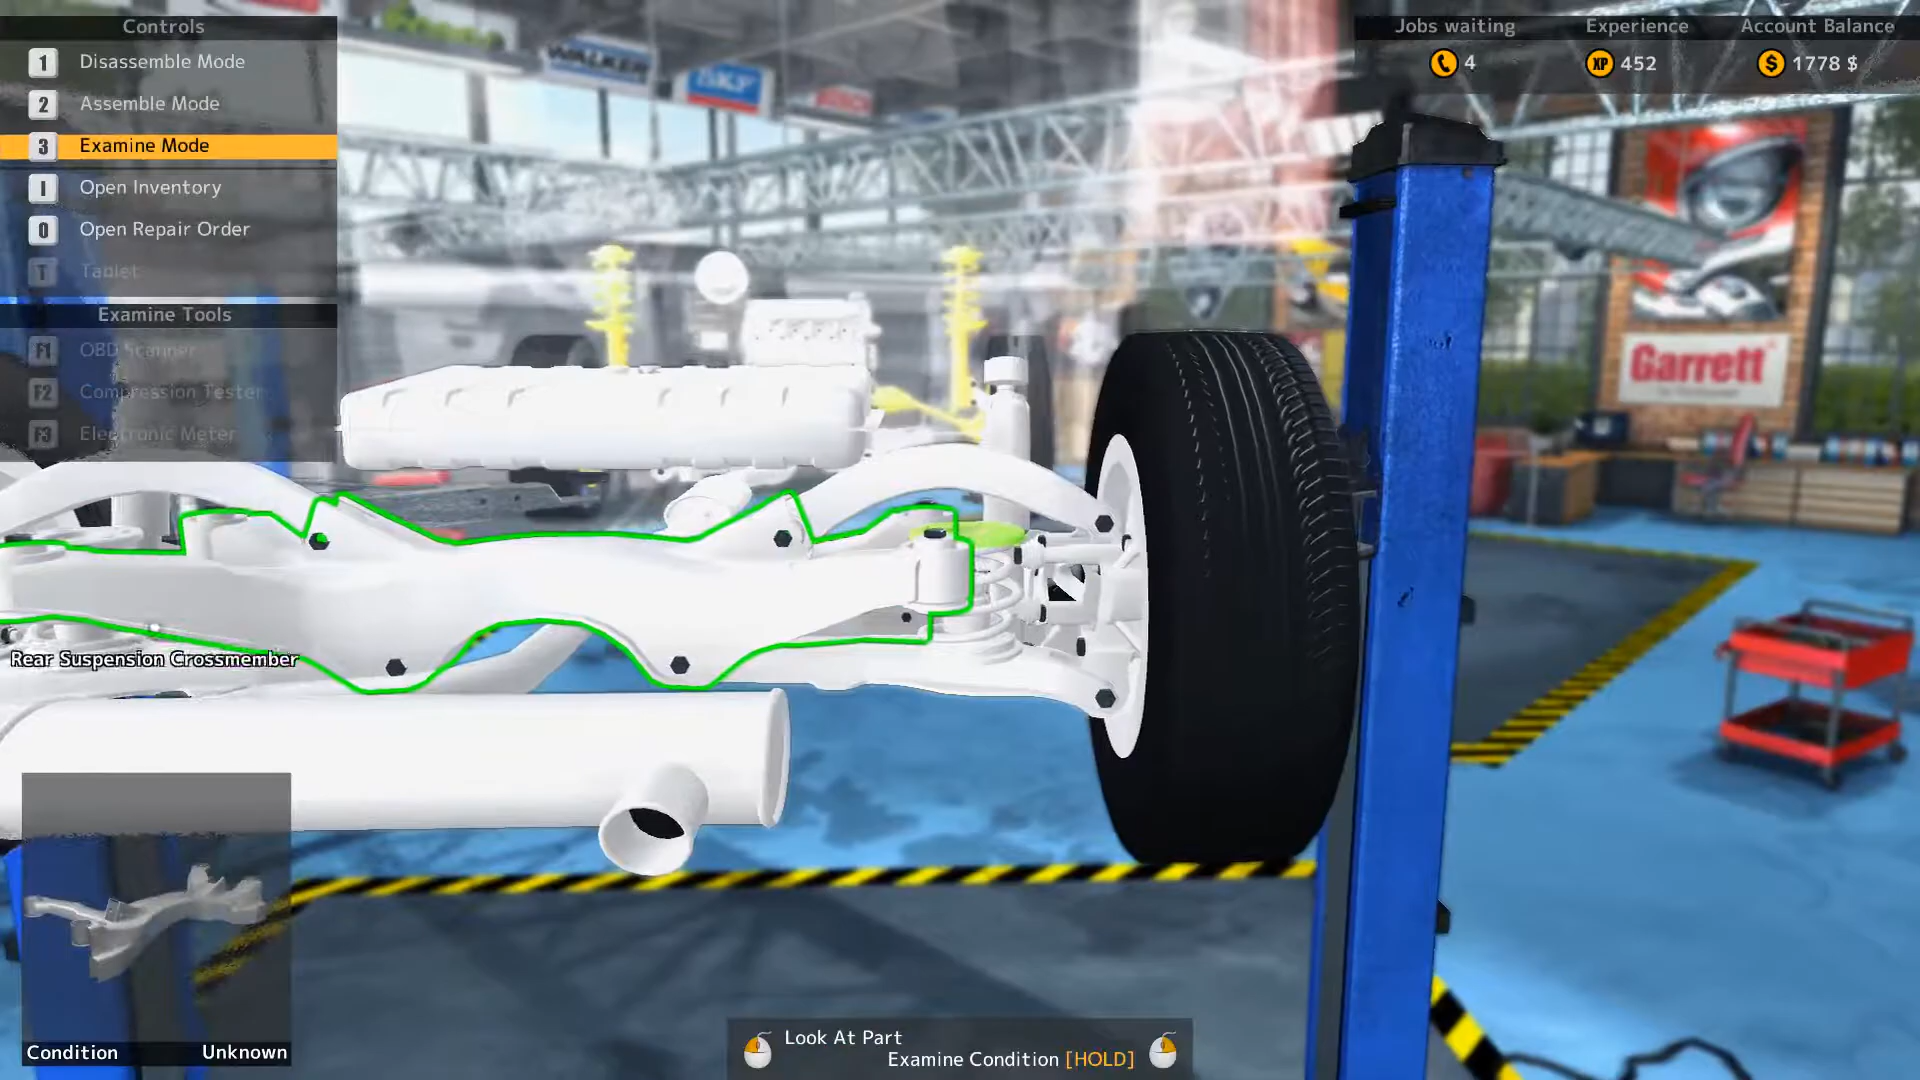 Controls
1 Disassemble Mode
2 Assemble Mode
3 Examine Mode
I Open Inventory
O Open Repair Order
T Tablet
Examine Tools
F1 OBD Scanner
F2 Compression Tester
F3 Electronic Meter
Jobs waiting Experience Account Balance
4 XP 452 $ 1778 $
WALKER
SKF
Garrett
Rear Suspension Crossmember
Condition Unknown
Look At Part
Examine Condition [HOLD]